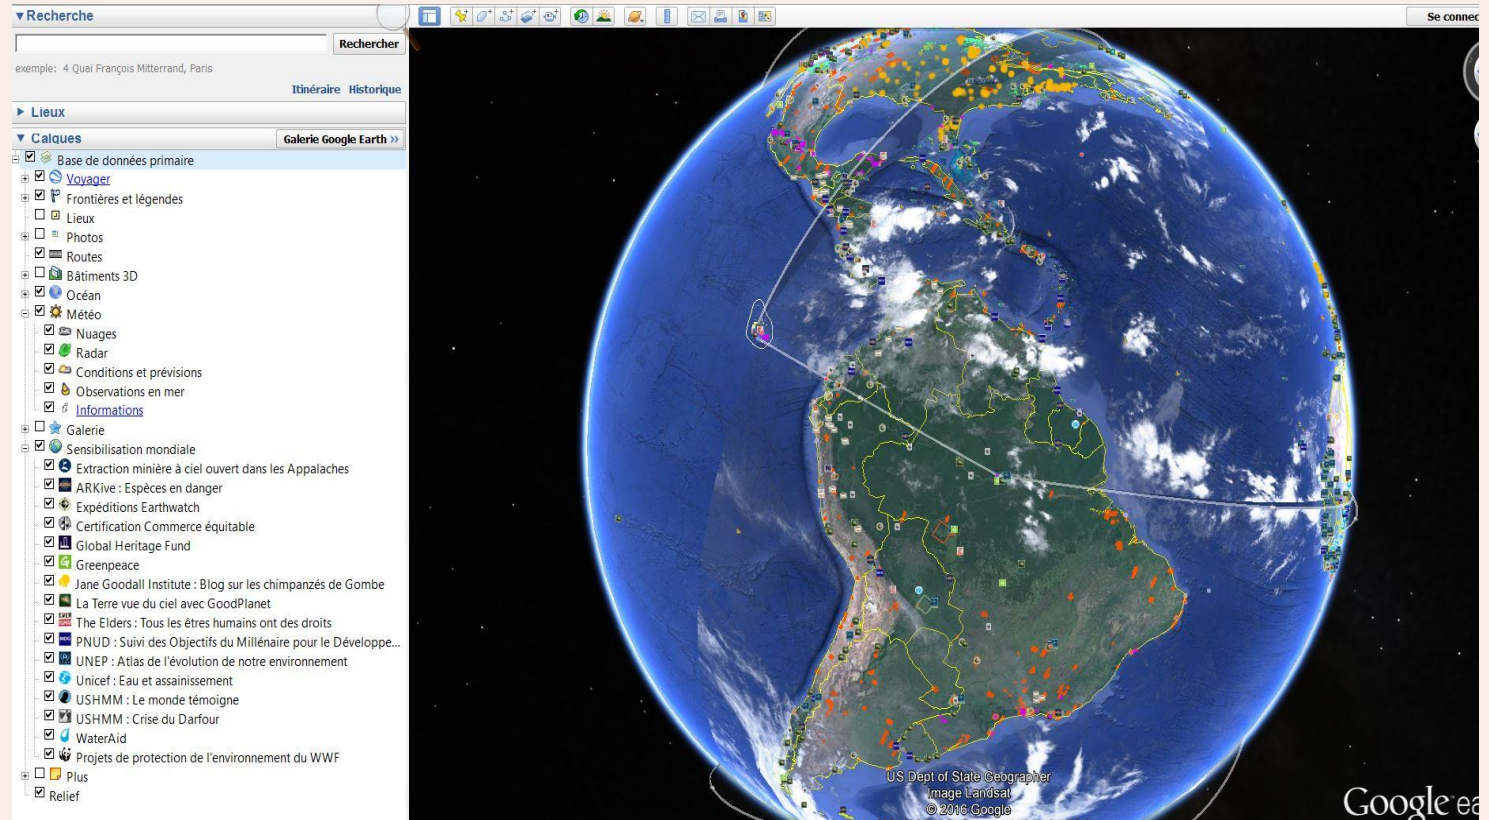 Recherche
Rechercher
exemple: 4 Quai François Mitterrand, Paris
Itinéraire Historique
Lieux
Calques
Galerie Google Earth »
Base de données primaire
Voyager
Frontières et légendes
Lieux
Photos
Routes
Bâtiments 3D
Océan
Météo
Nuages
Radar
Conditions et prévisions
Observations en mer
Informations
Galerie
Sensibilisation mondiale
Extraction minière à ciel ouvert dans les Appalaches
ARKive : Espèces en danger
Expéditions Earthwatch
Certification Commerce équitable
Global Heritage Fund
Greenpeace
Jane Goodall Institute : Blog sur les chimpanzés de Gombe
La Terre vue du ciel avec GoodPlanet
The Elders : Tous les êtres humains ont des droits
PNUD : Suivi des Objectifs du Millénaire pour le Développe...
UNEP : Atlas de l'évolution de notre environnement
Unicef : Eau et assainissement
USHMM : Le monde témoigne
USHMM : Crise du Darfour
WaterAid
Projets de protection de l'environnement du WWF
Plus
Relief
Se connec
US Dept of State Geographer
Image Landsat
© 2016 Google
Google ea